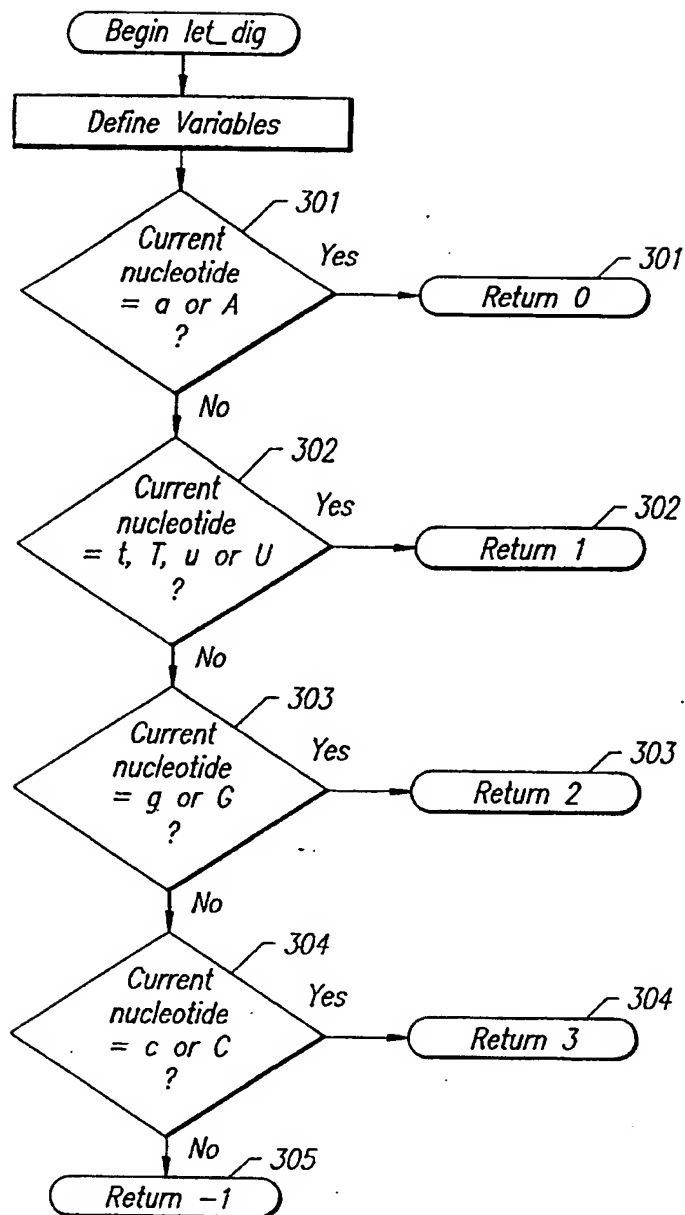 Begin let_dig
Define Variables
301
Current
nucleotide
= a or A
?
Yes
301
Return 0
No
302
Current
nucleotide
= t, T, u or U
?
Yes
302
Return 1
No
303
Current
nucleotide
= g or G
?
Yes
303
Return 2
No
304
Current
nucleotide
= c or C
?
Yes
304
Return 3
No
305
Return -1